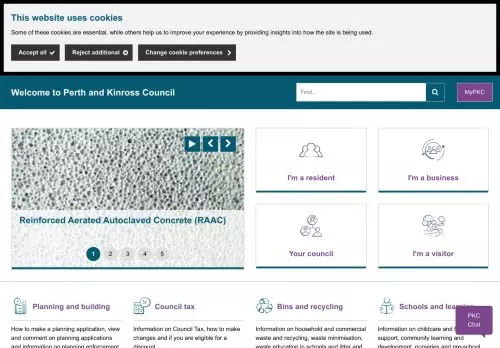 This website uses cookies
Some of these cookies are essential, while others help us to improve your experience by providing insights into how the site is being used.
Accept all
Reject additional
Change cookie preferences
Welcome to Perth and Kinross Council
Find...
MyPKC
Reinforced Aerated Autoclaved Concrete (RAAC)
1 2 3 4 5
I'm a resident
I'm a business
Your council
I'm a visitor
Planning and building
How to make a planning application, view
and comment on planning applications
and information on planning enforcement
Council tax
Information on Council Tax, how to make
changes and if you are eligible for a
discount
Bins and recycling
Information on household and commercial
waste and recycling, waste minimisation,
waste education in schools and litter and
Schools and
Information on childcare and
support, community learning and
development, nurseries and preschool
PKC
Chat